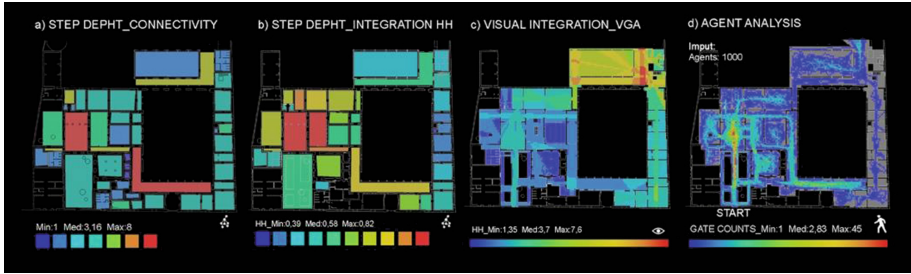 a) STEP DEPHT_CONNECTIVITY
b) STEP DEPHT_INTEGRATION HH
c) VISUAL INTEGRATION_VGA
d) AGENT ANALYSIS
Imput:
Agents: 1000
Min:1 Med:3,16 Max:8
HH_Min:0,39 Med:0,58 Max:0,82
HH_Min:1,35 Med:3,7 Max:7,6
START
GATE COUNTS_Min:1 Med:2,83 Max:45